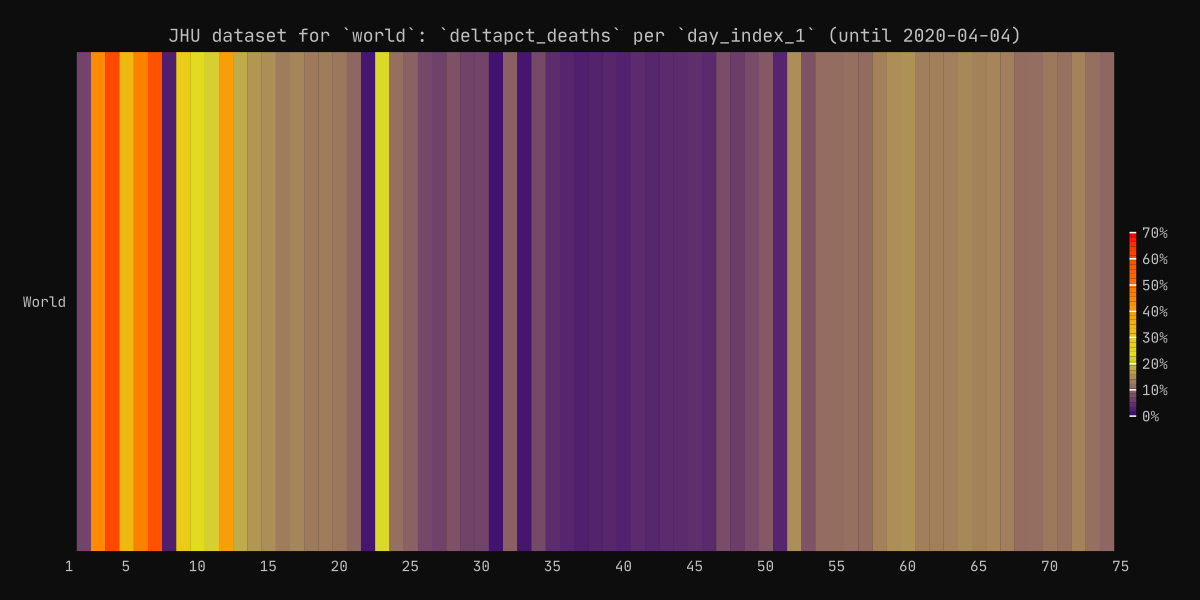 JHU dataset for `world`: `deltapct_deaths` per `day_index_1` (until 2020-04-04)
70%
60%
50%
40%
30%
20%
10%
0%
World
1 5 10 15 20 25 30 35 40 45 50 55 60 65 70 75